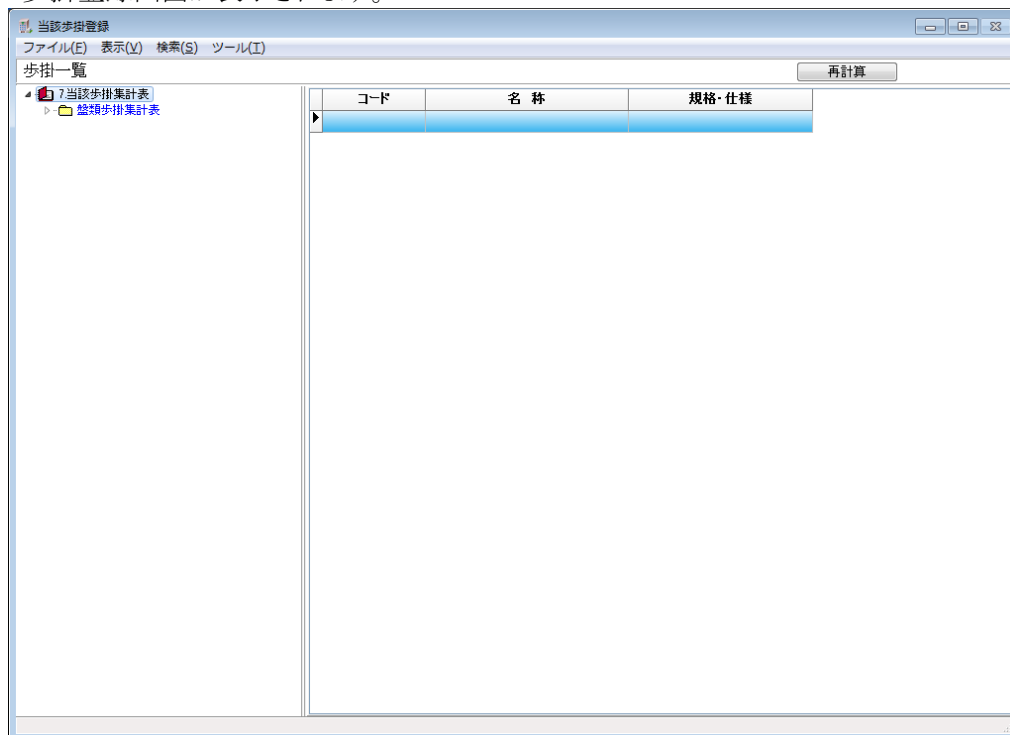 当該歩掛登録
ファイル(F) 表示(V) 検索(S) ツール(T)
歩掛一覧
再計算
7.当該歩掛集計表
盤類歩掛集計表
コード 名 称 規格・仕様